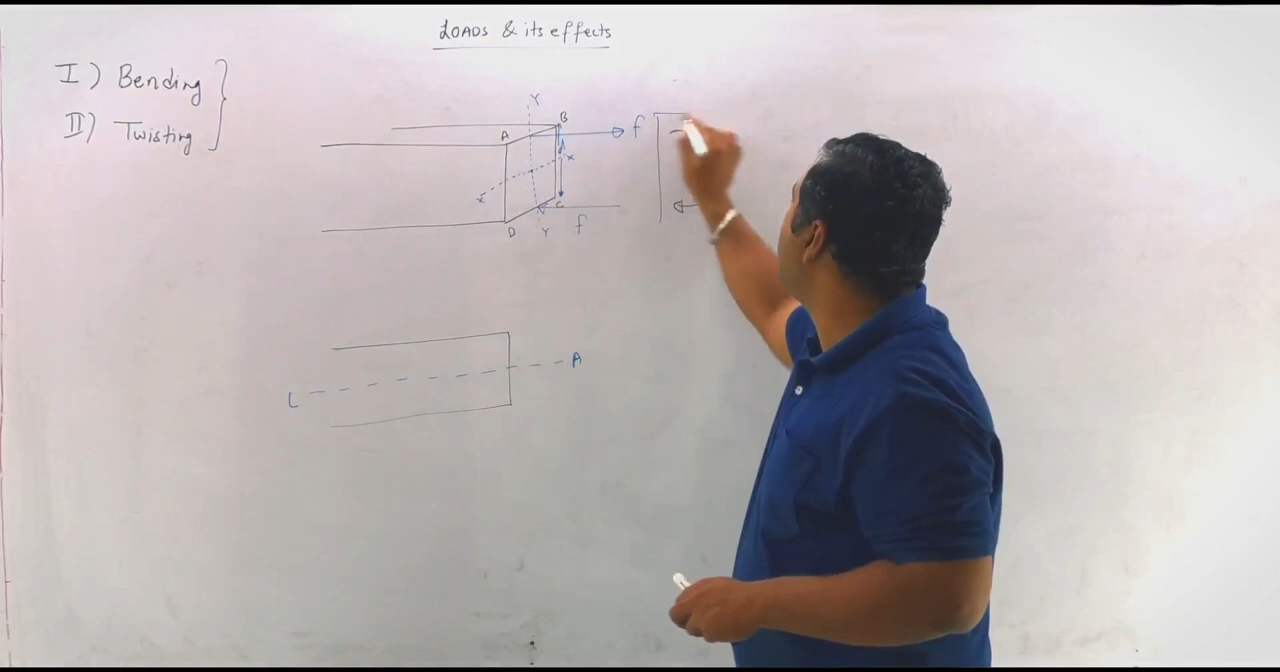 LOADS & its effects
I) Bending
II) Twisting
Y
B
A
f
X
X
C
D
Y
f
A
L